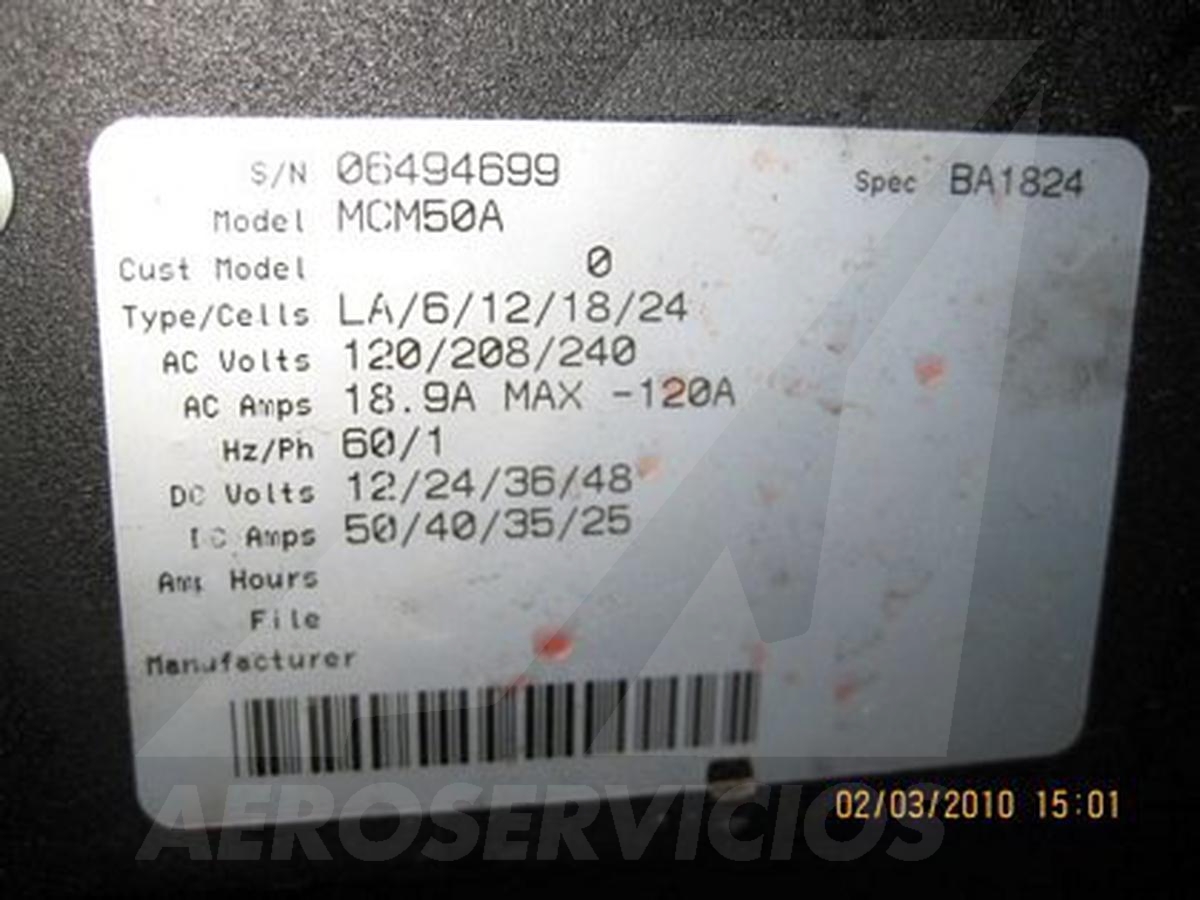 S/N 06494699 Spec BA1824
Model MCM50A
Cust Model 0
Type/Cells LA/6/12/18/24
AC Volts 120/208/240
AC Amps 18.9A MAX -120A
Hz/Ph 60/1
DC Volts 12/24/36/48
DC Amps 50/40/35/25
Amp Hours
File
Manufacturer
02/03/2010 15:01
AEROSERVICIOS